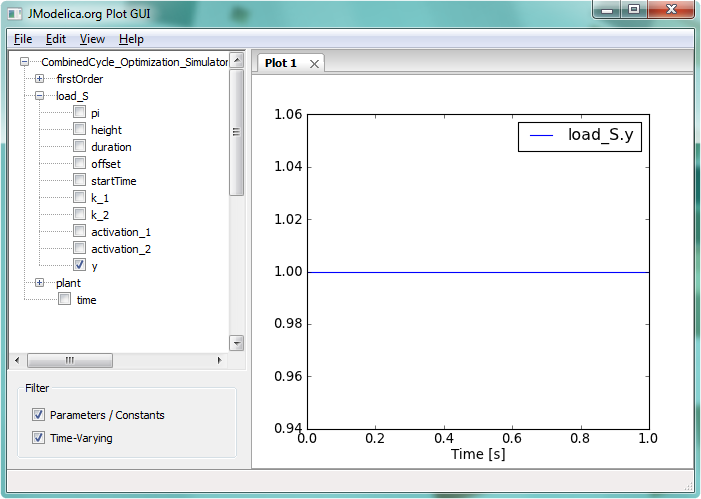 JModelica.org Plot GUI
File Edit View Help
CombinedCycle_Optimization_Simulator
firstOrder
load_S
pi
height
duration
offset
startTime
k_1
k_2
activation_1
activation_2
y
plant
time
Filter
Parameters / Constants
Time-Varying
Plot 1
load_S.y
1.06
1.04
1.02
1.00
0.98
0.96
0.94
0.0 0.2 0.4 0.6 0.8 1.0
Time [s]